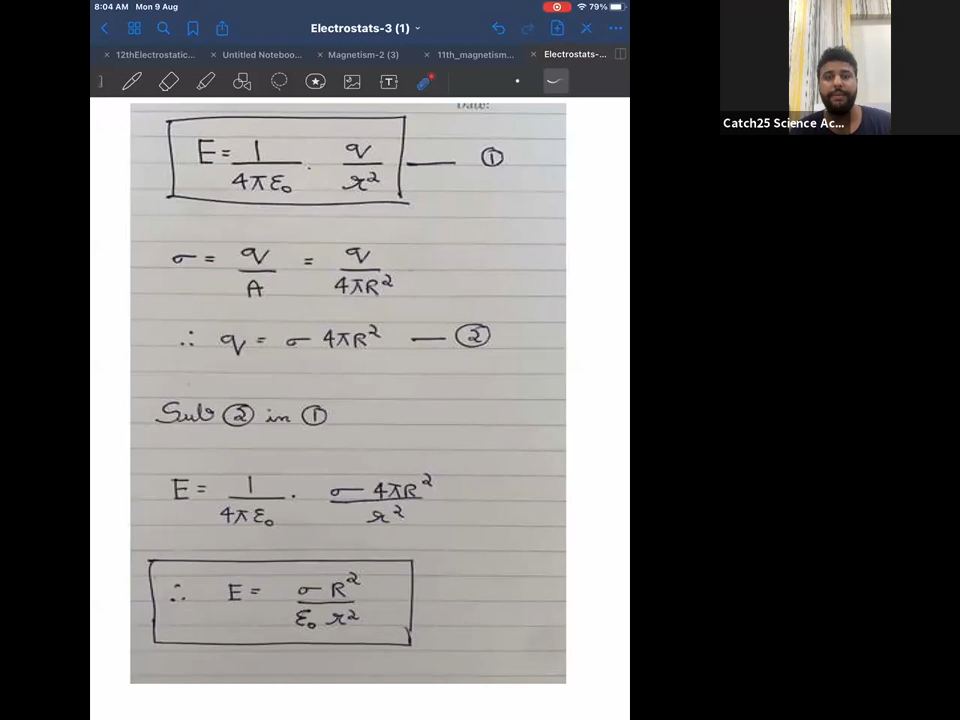 8:04 AM Mon 9 Aug
79%
Electrostats-3 (1)
12thElectrostatic...
Untitled Noteboo...
Magnetism-2 (3)
11th_magnetism...
Electrostats-...
Date:
E = 1/4πε₀ . q/r² — ①
σ = q/A = q/4πR²
∴ q = σ 4πR² — ②
Sub ② in ①
E = 1/4πε₀ . σ 4πR²/r²
∴ E = σ R²/ε₀ r²
Catch25 Science Ac...